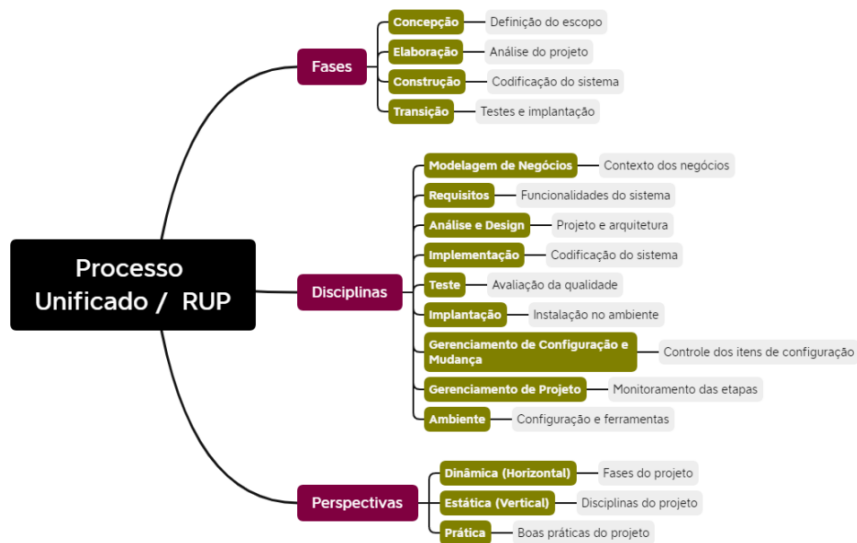 Processo
Unificado / RUP
Fases
Concepção
Definição do escopo
Elaboração
Análise do projeto
Construção
Codificação do sistema
Transição
Testes e implantação
Disciplinas
Modelagem de Negócios
Contexto dos negócios
Requisitos
Funcionalidades do sistema
Análise e Design
Projeto e arquitetura
Implementação
Codificação do sistema
Teste
Avaliação da qualidade
Implantação
Instalação no ambiente
Gerenciamento de Configuração e
Mudança
Controle dos itens de configuração
Gerenciamento de Projeto
Monitoramento das etapas
Ambiente
Configuração e ferramentas
Perspectivas
Dinâmica (Horizontal)
Fases do projeto
Estática (Vertical)
Disciplinas do projeto
Prática
Boas práticas do projeto